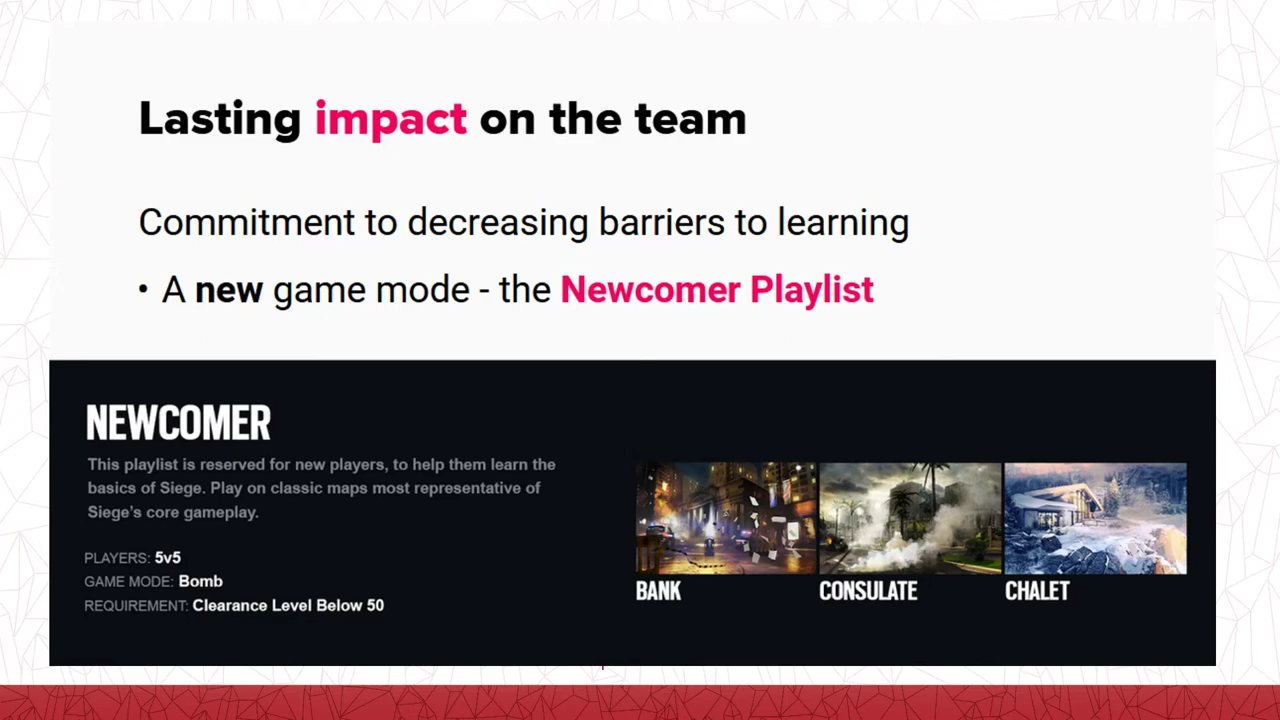 Lasting impact on the team
Commitment to decreasing barriers to learning
• A new game mode - the Newcomer Playlist
NEWCOMER
This playlist is reserved for new players, to help them learn the
basics of Siege. Play on classic maps most representative of
Siege's core gameplay.
PLAYERS: 5v5
GAME MODE: Bomb
REQUIREMENT: Clearance Level Below 50
BANK
CONSULATE
CHALET